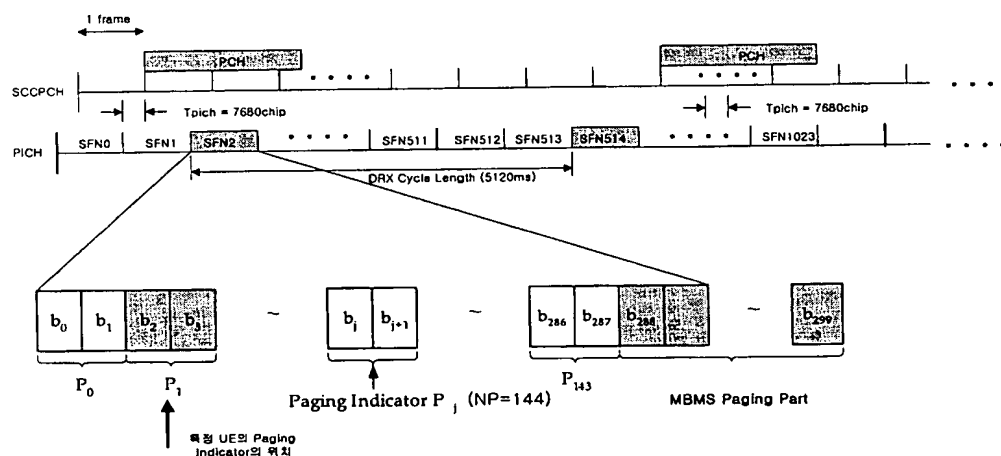 1 frame
PCH
PCH
SCCPCH
Tpich = 7680chip
Tpich = 7680chip
PICH
SFN0
SFN1
SFN2
SFN511
SFN512
SFN513
SFN514
SFN1023
DRX Cycle Length (5120ms)
b0 b1 b2 b3 ~ bj bj+1 ~ b286 b287 b288 ~ b299
P0 P1 P143 MBMS Paging Part
Paging Indicator P j (NP=144)
특정 UE의 Paging
Indicator의 위치